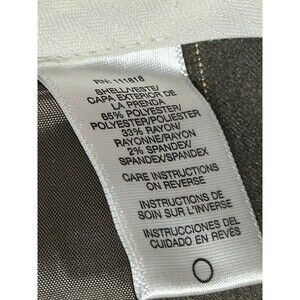 RN: 111818
SHELL/VESTE/
CAPA EXTERIOR DE
LA PRENDA
65% POLYESTER/
POLYESTER/POLIESTER
33% RAYON/
RAYONNE/RAYON
2% SPANDEX/
SPANDEX/SPANDEX
CARE INSTRUCTIONS
ON REVERSE
INSTRUCTIONS DE
SOIN SUR L'INVERSE
INSTRUCCIONES DEL
CUIDADO EN REVÉS